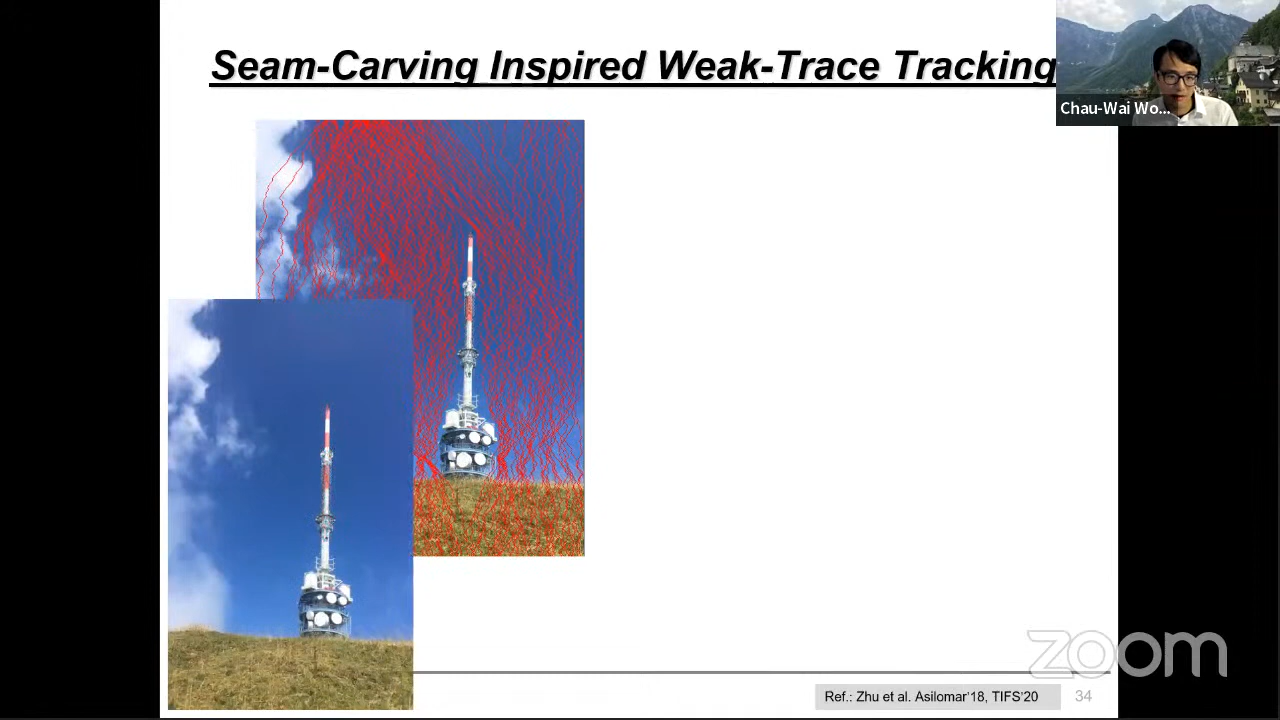 Seam-Carving Inspired Weak-Trace Tracking
Chau-Wai Wo...
zoom
Ref.: Zhu et al. Asilomar'18, TIFS'20
34